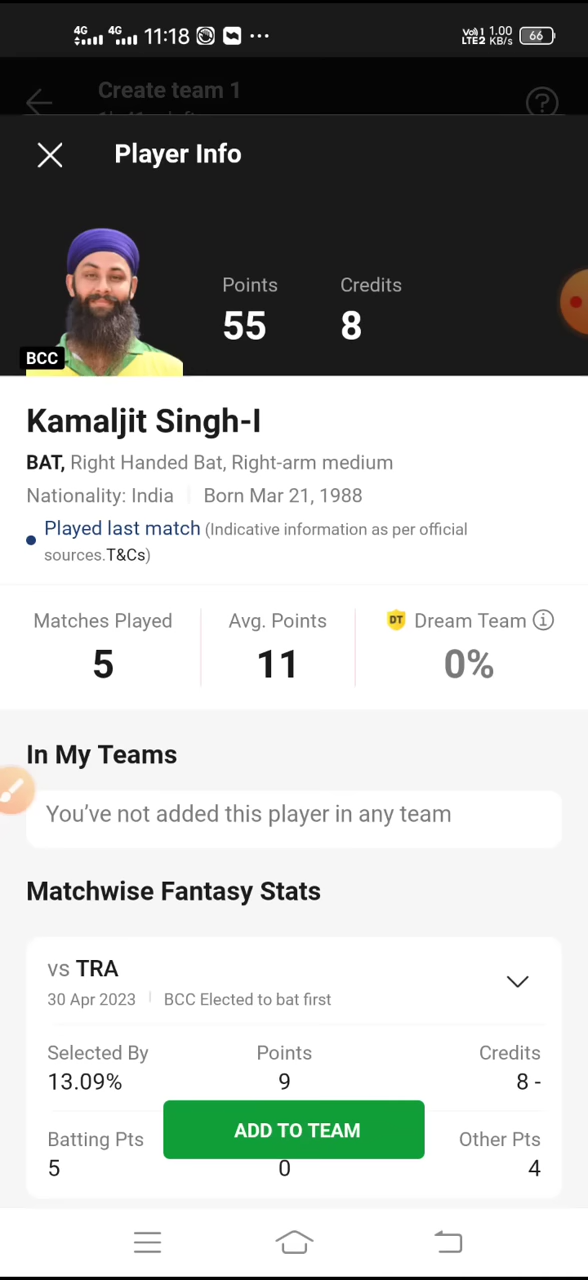 4G 4G 11:18 ... Vo)) 1 LTE2 1.00 KB/s 66
Create team 1
Player Info
Points Credits
55 8
BCC
Kamaljit Singh-I
BAT, Right Handed Bat, Right-arm medium
Nationality: India Born Mar 21, 1988
Played last match (Indicative information as per official
sources.T&Cs)
Matches Played Avg. Points DT Dream Team i
5 11 0%
In My Teams
You've not added this player in any team
Matchwise Fantasy Stats
vs TRA
30 Apr 2023 BCC Elected to bat first
Selected By Points Credits
13.09% 9 8 -
Batting Pts ADD TO TEAM Other Pts
5 0 4